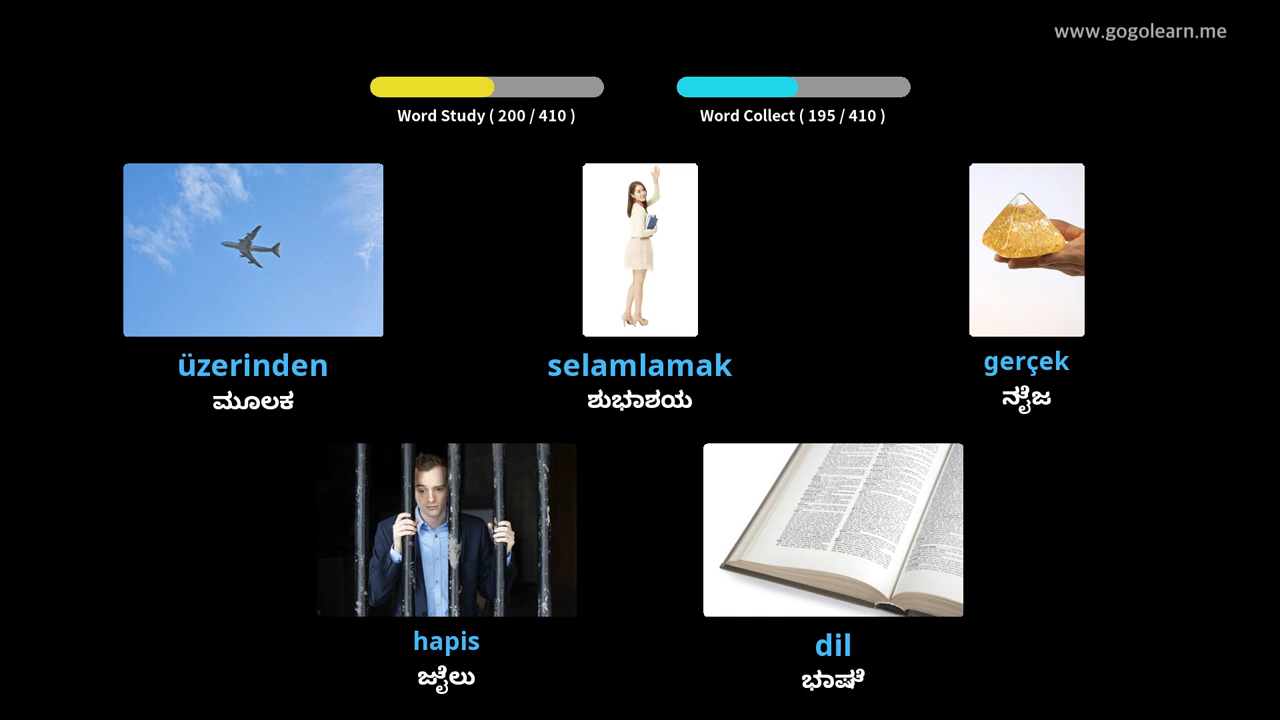 www.gogolearn.me
Word Study ( 200 / 410 )
Word Collect ( 195 / 410 )
üzerinden
ಮೂಲಕ
selamlamak
ಶುಭಾಶಯ
gerçek
ನೈಜ
hapis
ಜೈಲು
dil
ಭಾಷೆ